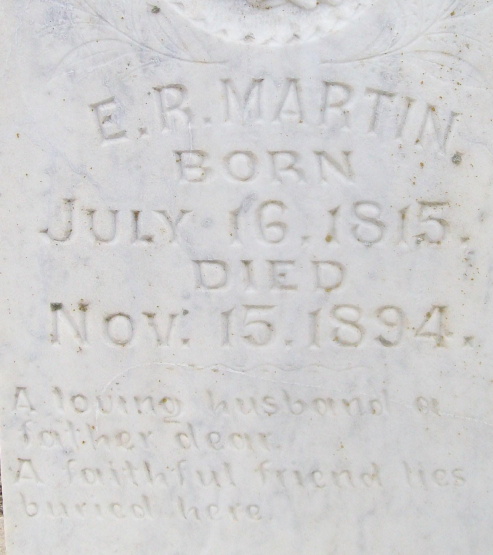 E. R. MARTIN.
BORN
JULY 16. 1815.
DIED
NOV. 15. 1894.
A loving husband a
father dear.
A faithful friend lies
buried here.